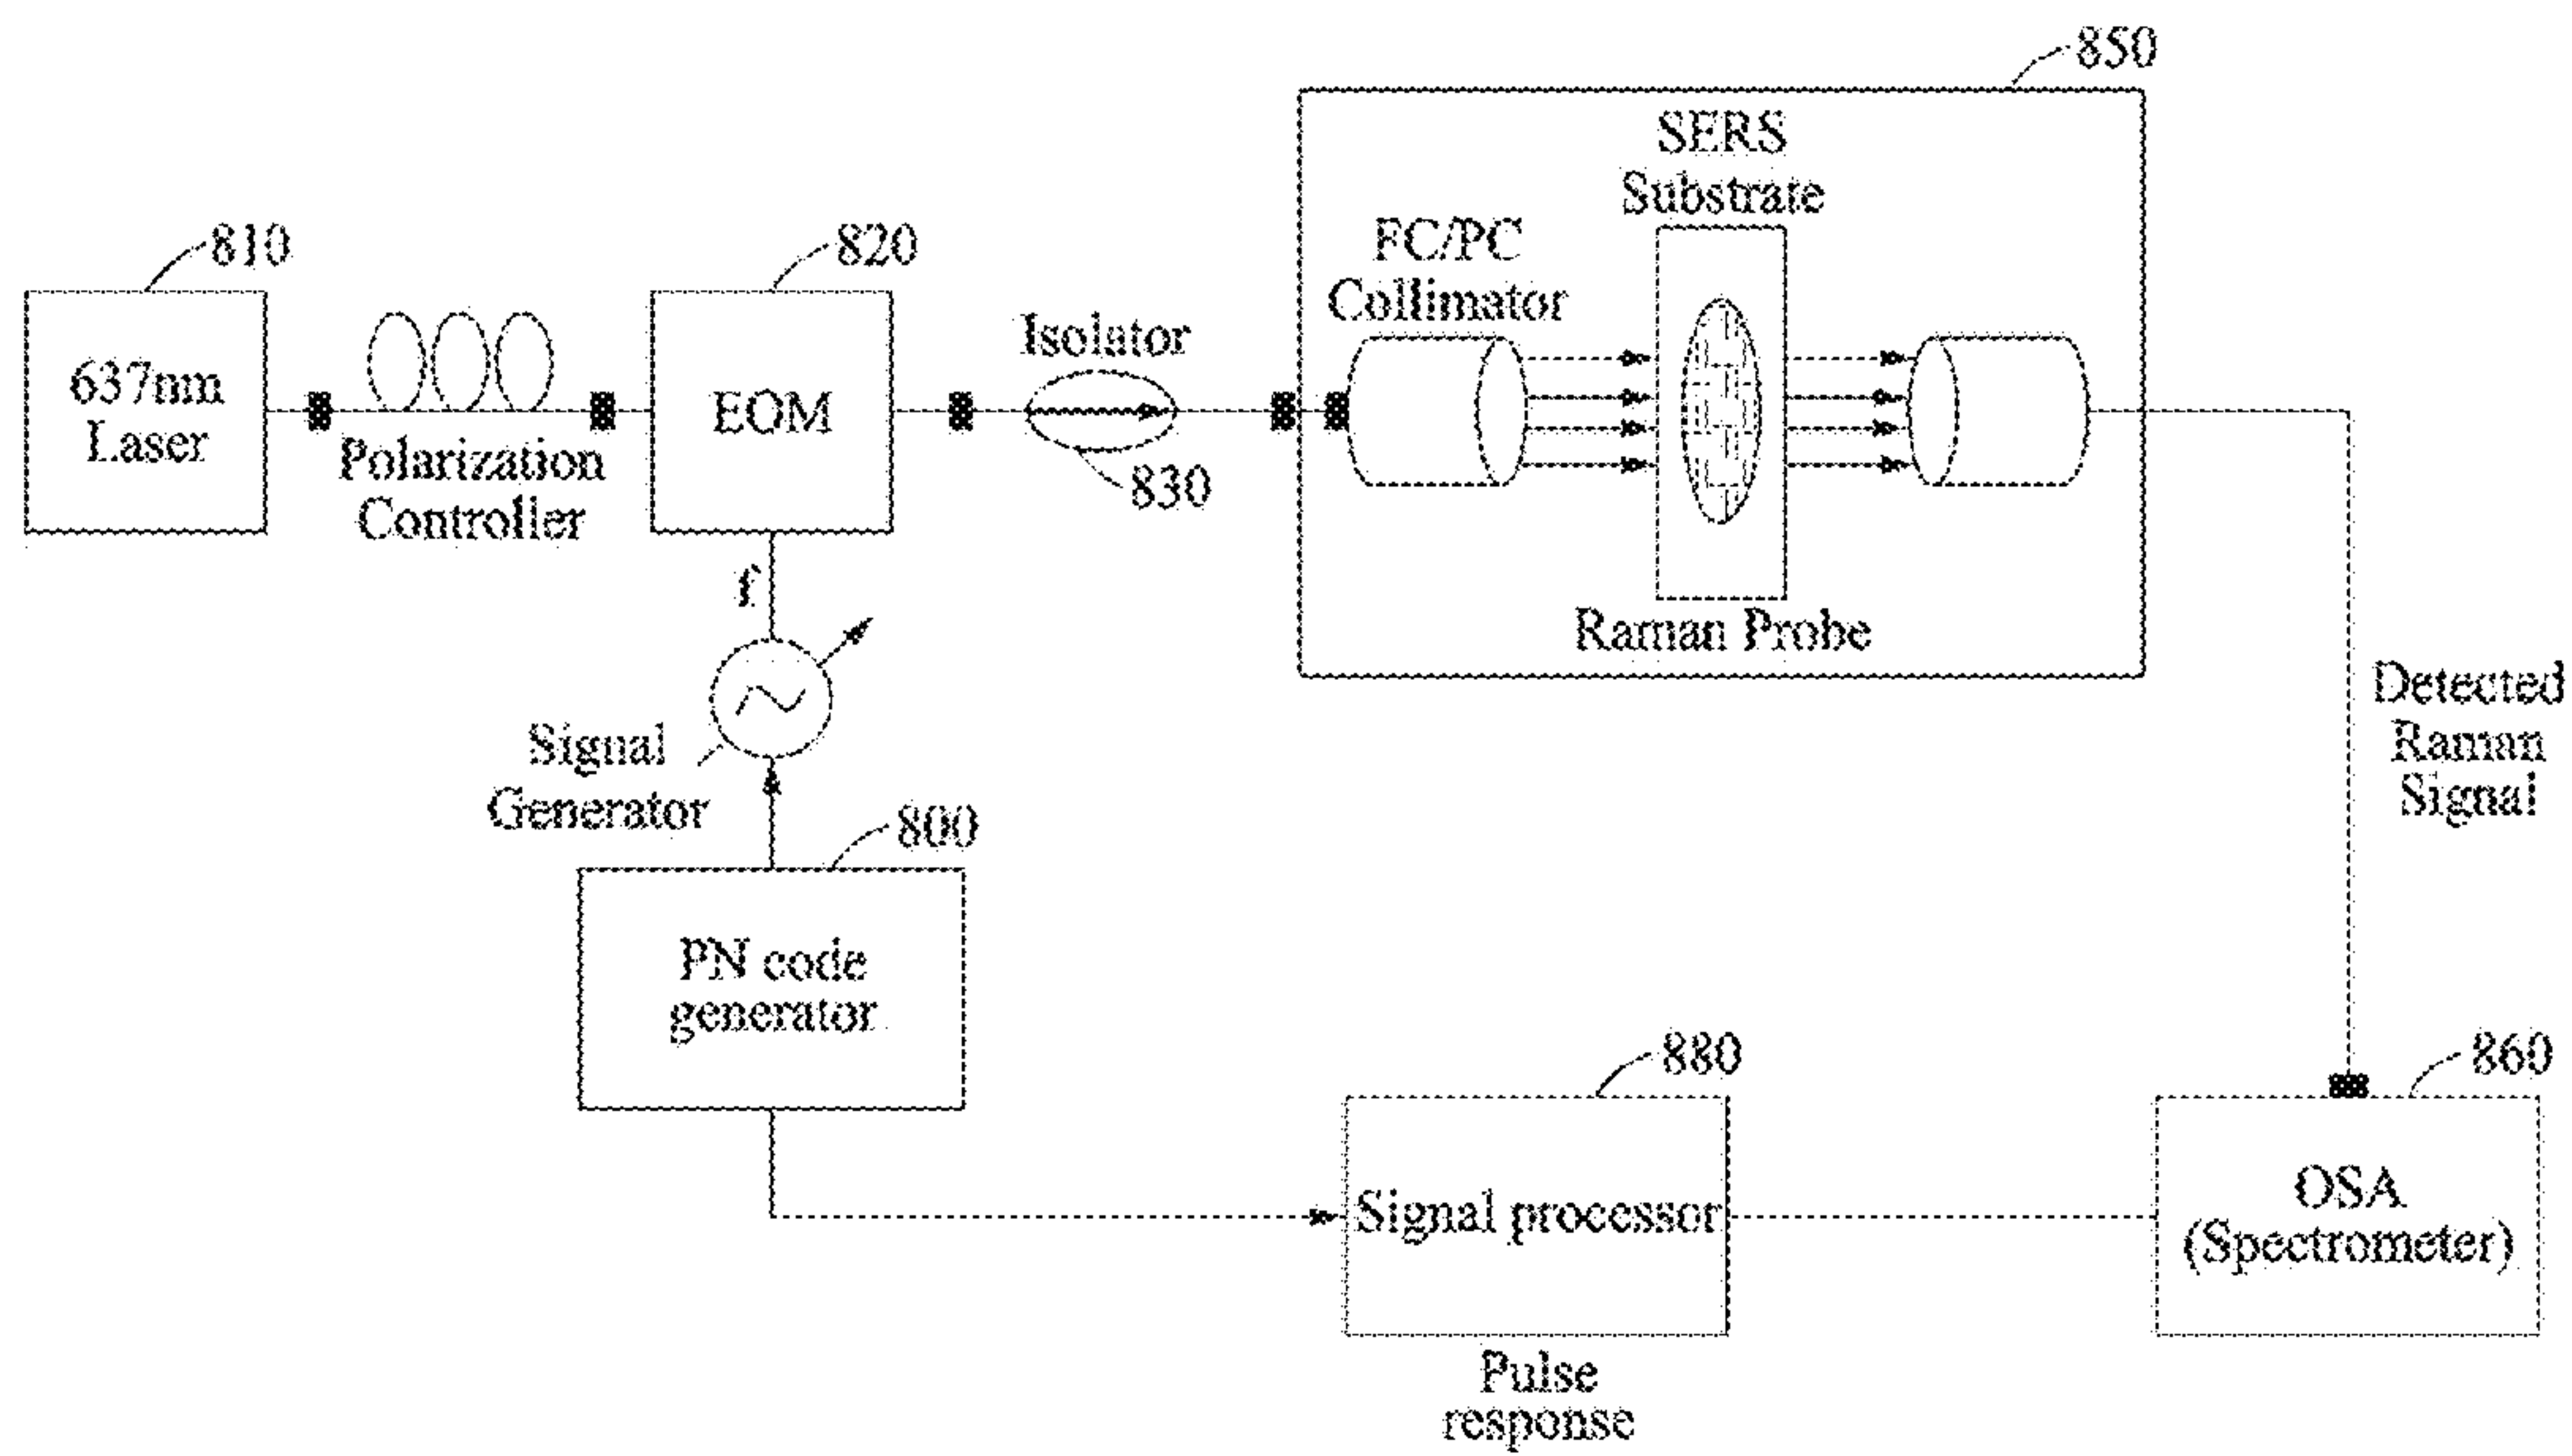 850
SERS
Substrate
FC/PC
Collimator
810
820
637nm
Laser
Polarization
Controller
EOM
Isolator
830
Raman Probe
f
Signal
Generator
Detected
Raman
Signal
800
PN code
generator
880
860
Signal processor
OSA
(Spectrometer)
Pulse
response